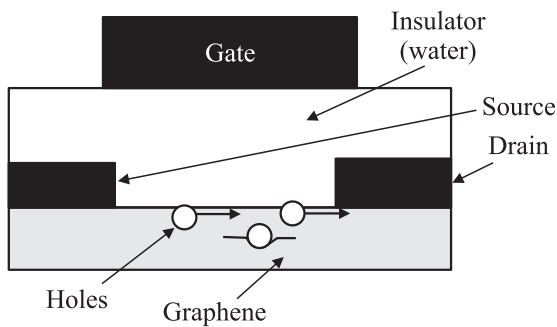 Insulator
(water)
Gate
Source
Drain
Holes
Graphene